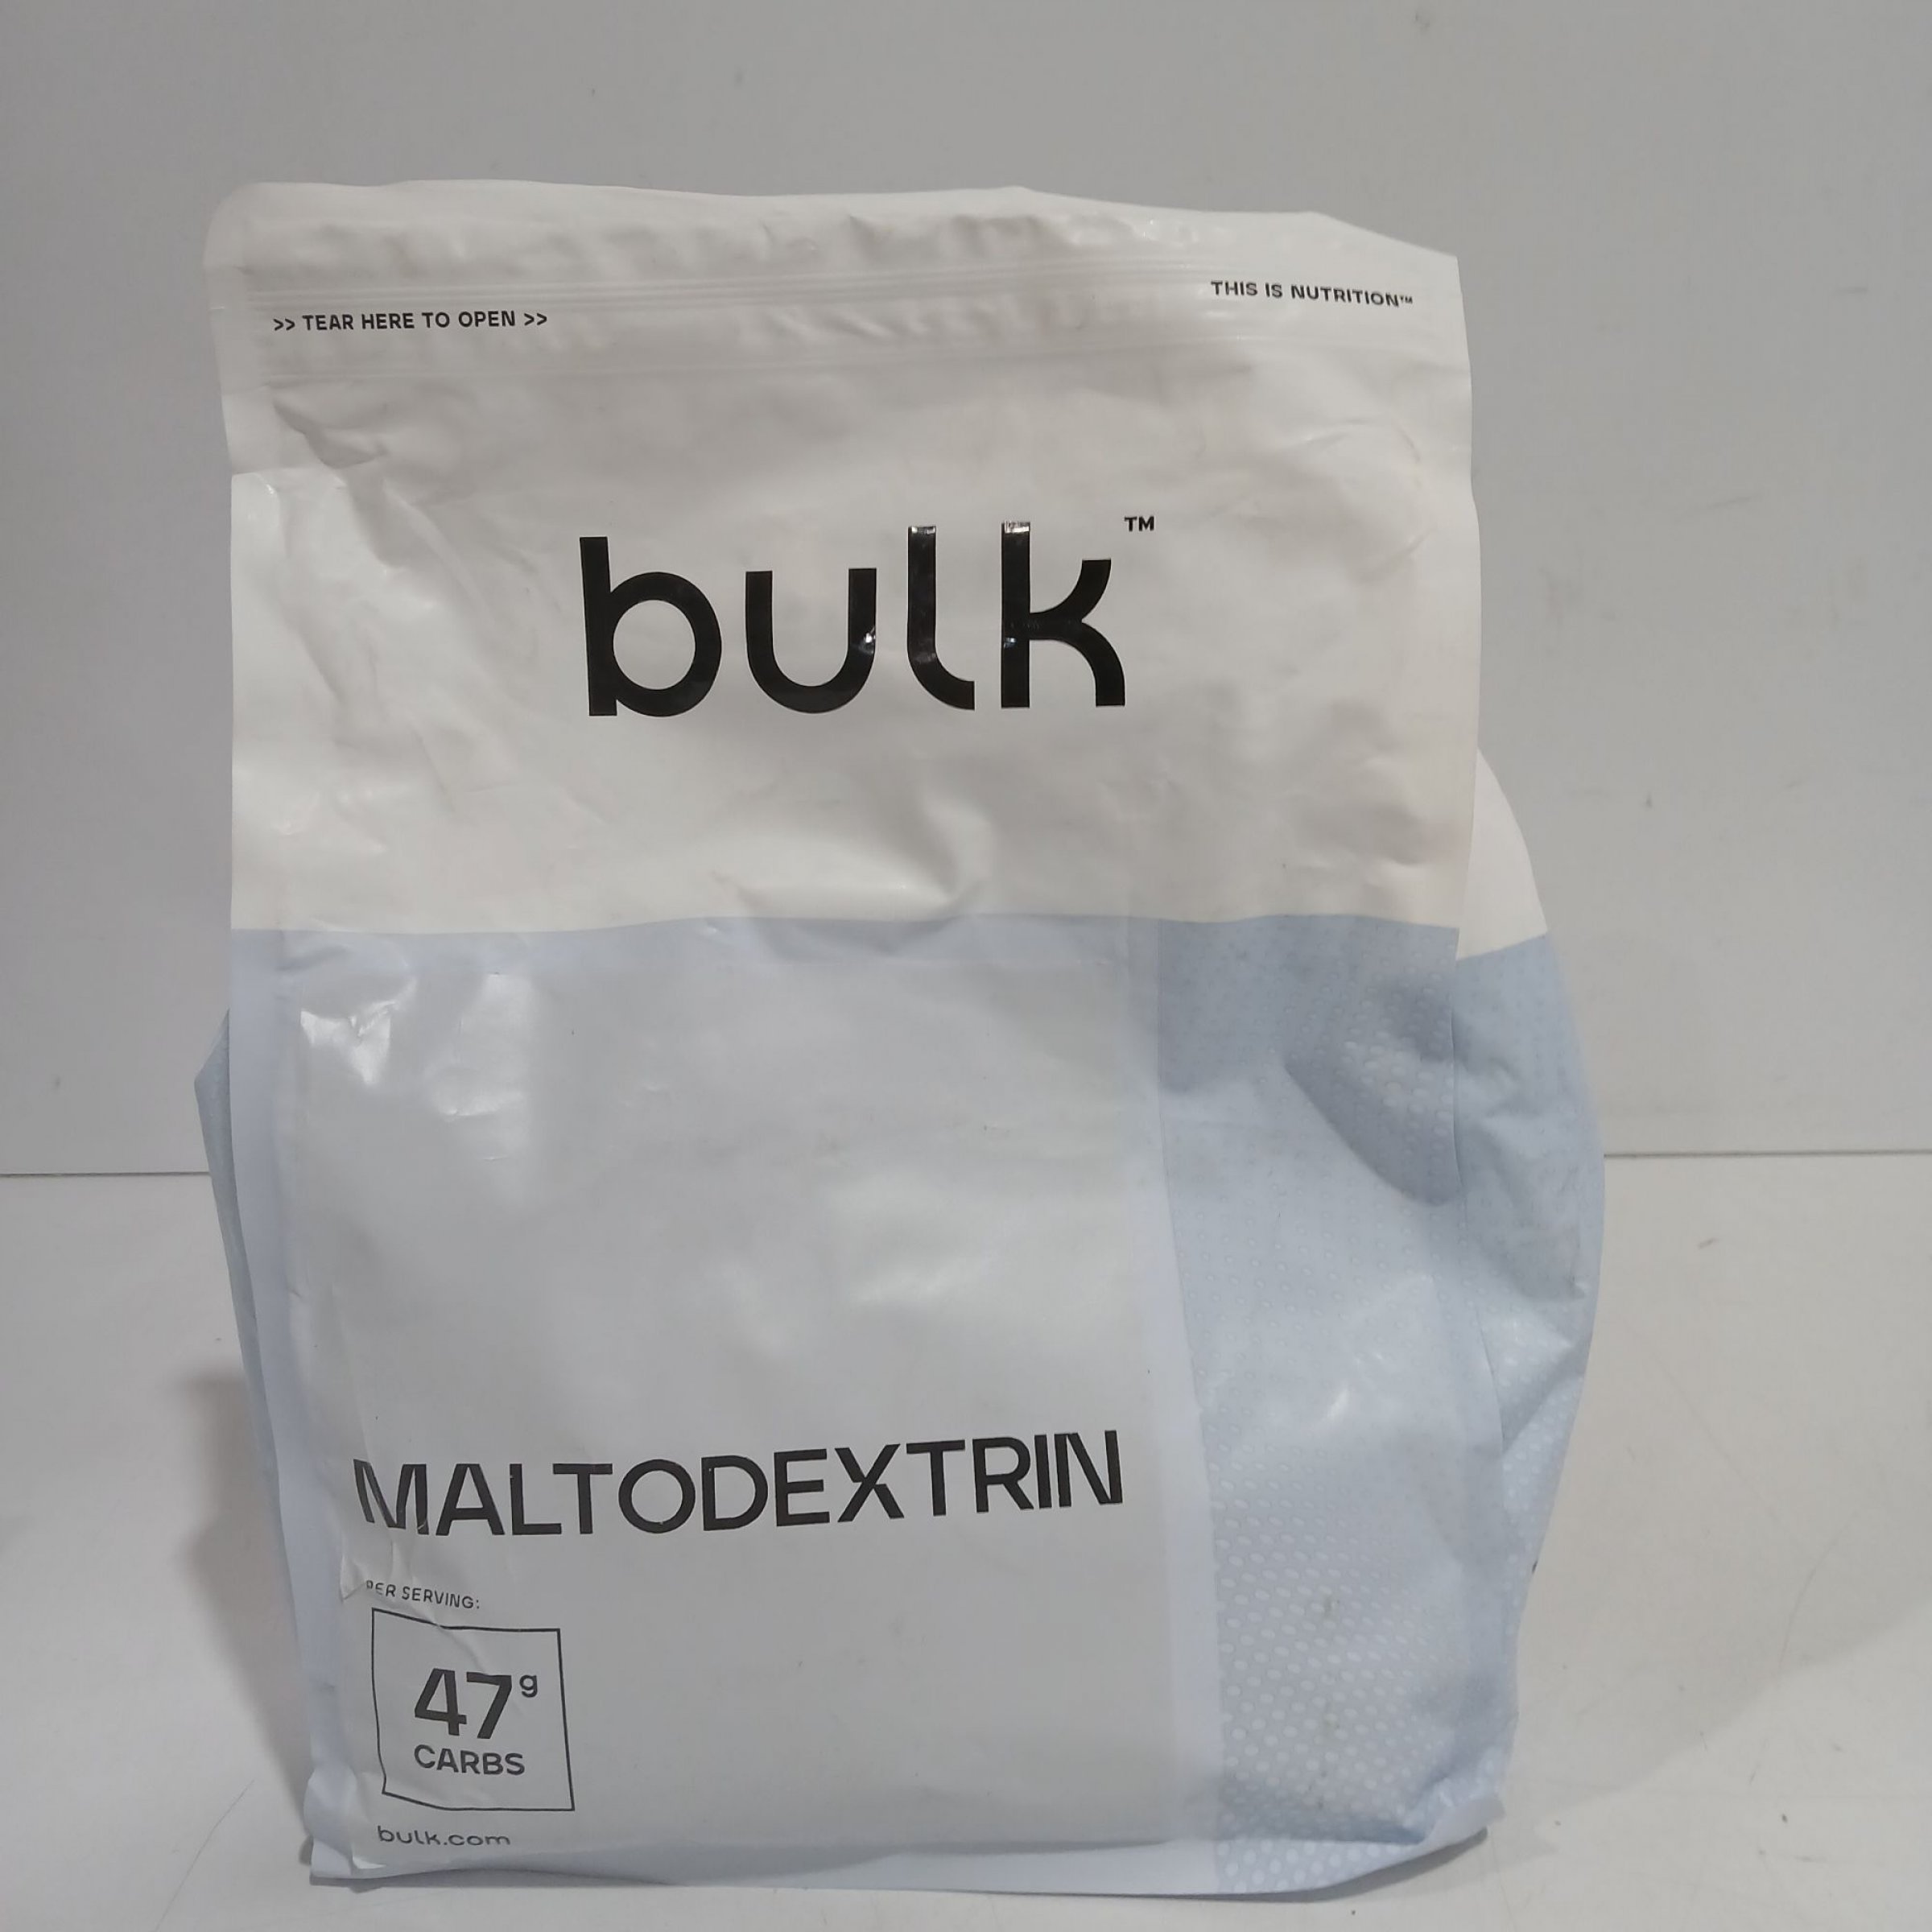 >> TEAR HERE TO OPEN >>
THIS IS NUTRITION™
bulk™
MALTODEXTRIN
PER SERVING:
47g
CARBS
bulk.com